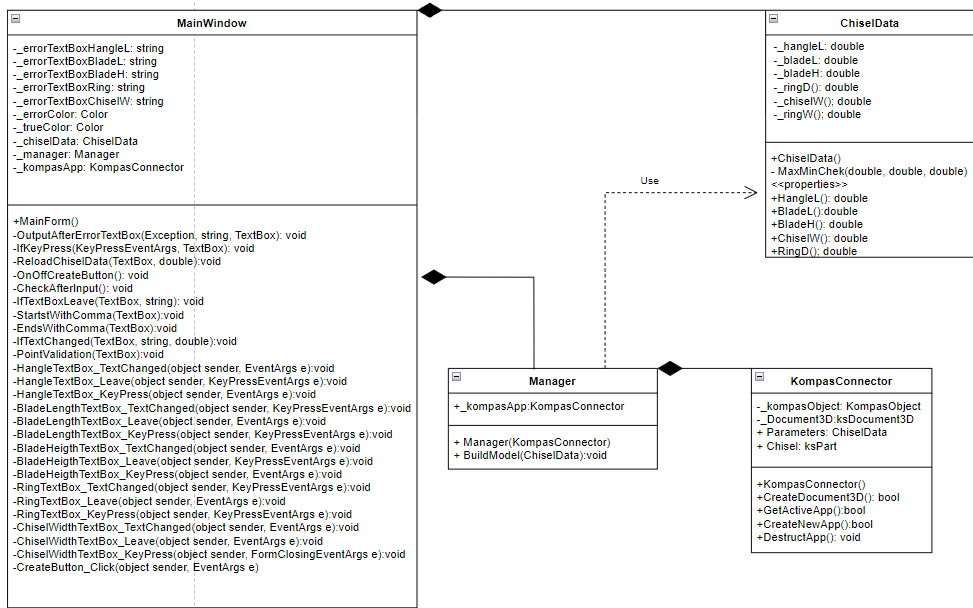 MainWindow
-_errorTextBoxHangleL: string
-_errorTextBoxBladeL: string
-_errorTextBoxBladeH: string
-_errorTextBoxRing: string
-_errorTextBoxChiselW: string
-_errorColor: Color
-_trueColor: Color
-_chiselData: ChiselData
-_manager: Manager
-_kompasApp: KompasConnector
+MainForm()
-OutputAfterErrorTextBox(Exception, string, TextBox): void
-IfKeyPress(KeyPressEventArgs, TextBox): void
-ReloadChiselData(TextBox, double):void
-OnOffCreateButton(): void
-CheckAfterInput(): void
-IfTextBoxLeave(TextBox, string): void
-StartstWithComma(TextBox):void
-EndsWithComma(TextBox):void
-IfTextChanged(TextBox, string, double):void
-PointValidation(TextBox):void
-HangleTextBox_TextChanged(object sender, EventArgs e):void
-HangleTextBox_Leave(object sender, KeyPressEventArgs e):void
-HangleTextBox_KeyPress(object sender, EventArgs e):void
-BladeLengthTextBox_TextChanged(object sender, KeyPressEventArgs e):void
-BladeLengthTextBox_Leave(object sender, EventArgs e):void
-BladeLengthTextBox_KeyPress(object sender, KeyPressEventArgs e):void
-BladeHeigthTextBox_TextChanged(object sender, EventArgs e):void
-BladeHeigthTextBox_Leave(object sender, KeyPressEventArgs e):void
-BladeHeigthTextBox_KeyPress(object sender, EventArgs e):void
-RingTextBox_TextChanged(object sender, KeyPressEventArgs e):void
-RingTextBox_Leave(object sender, EventArgs e):void
-RingTextBox_KeyPress(object sender, KeyPressEventArgs e):void
-ChiselWidthTextBox_TextChanged(object sender, EventArgs e):void
-ChiselWidthTextBox_Leave(object sender, EventArgs e):void
-ChiselWidthTextBox_KeyPress(object sender, FormClosingEventArgs e):void
-CreateButton_Click(object sender, EventArgs e)
ChiselData
-_hangleL: double
-_bladeL: double
-_bladeH: double
-_ringD(): double
-_chiselW(); double
-_ringW(); double
+ChiselData()
- MaxMinChek(double, double, double)
<<properties>>
+HangleL(): double
+BladeL():double
+BladeH(): double
+ChiselW(): double
+RingD(); double
Use
Manager
+_kompasApp:KompasConnector
+ Manager(KompasConnector)
+ BuildModel(ChiselData):void
KompasConnector
-_kompasObject: KompasObject
-_Document3D:ksDocument3D
+ Parameters: ChiselData
+ Chisel: ksPart
+KompasConnector()
+CreateDocument3D(): bool
+GetActiveApp():bool
+CreateNewApp():bool
+DestructApp(): void